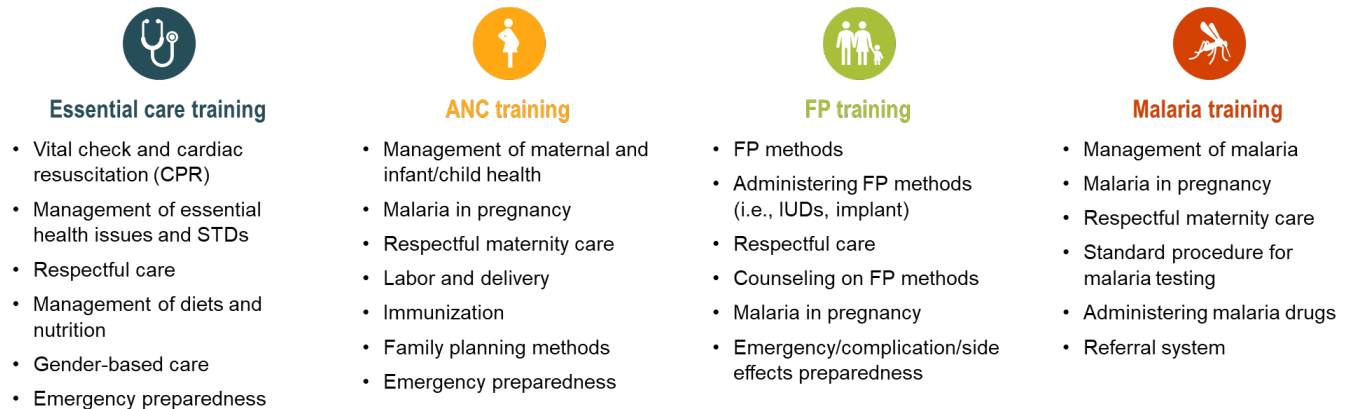 Essential care training
• Vital check and cardiac
resuscitation (CPR)
• Management of essential
health issues and STDs
• Respectful care
• Management of diets and
nutrition
• Gender-based care
• Emergency preparedness
ANC training
• Management of maternal and
infant/child health
• Malaria in pregnancy
• Respectful maternity care
• Labor and delivery
• Immunization
• Family planning methods
• Emergency preparedness
FP training
• FP methods
• Administering FP methods
(i.e., IUDs, implant)
• Respectful care
• Counseling on FP methods
• Malaria in pregnancy
• Emergency/complication/side
effects preparedness
Malaria training
• Management of malaria
• Malaria in pregnancy
• Respectful maternity care
• Standard procedure for
malaria testing
• Administering malaria drugs
• Referral system